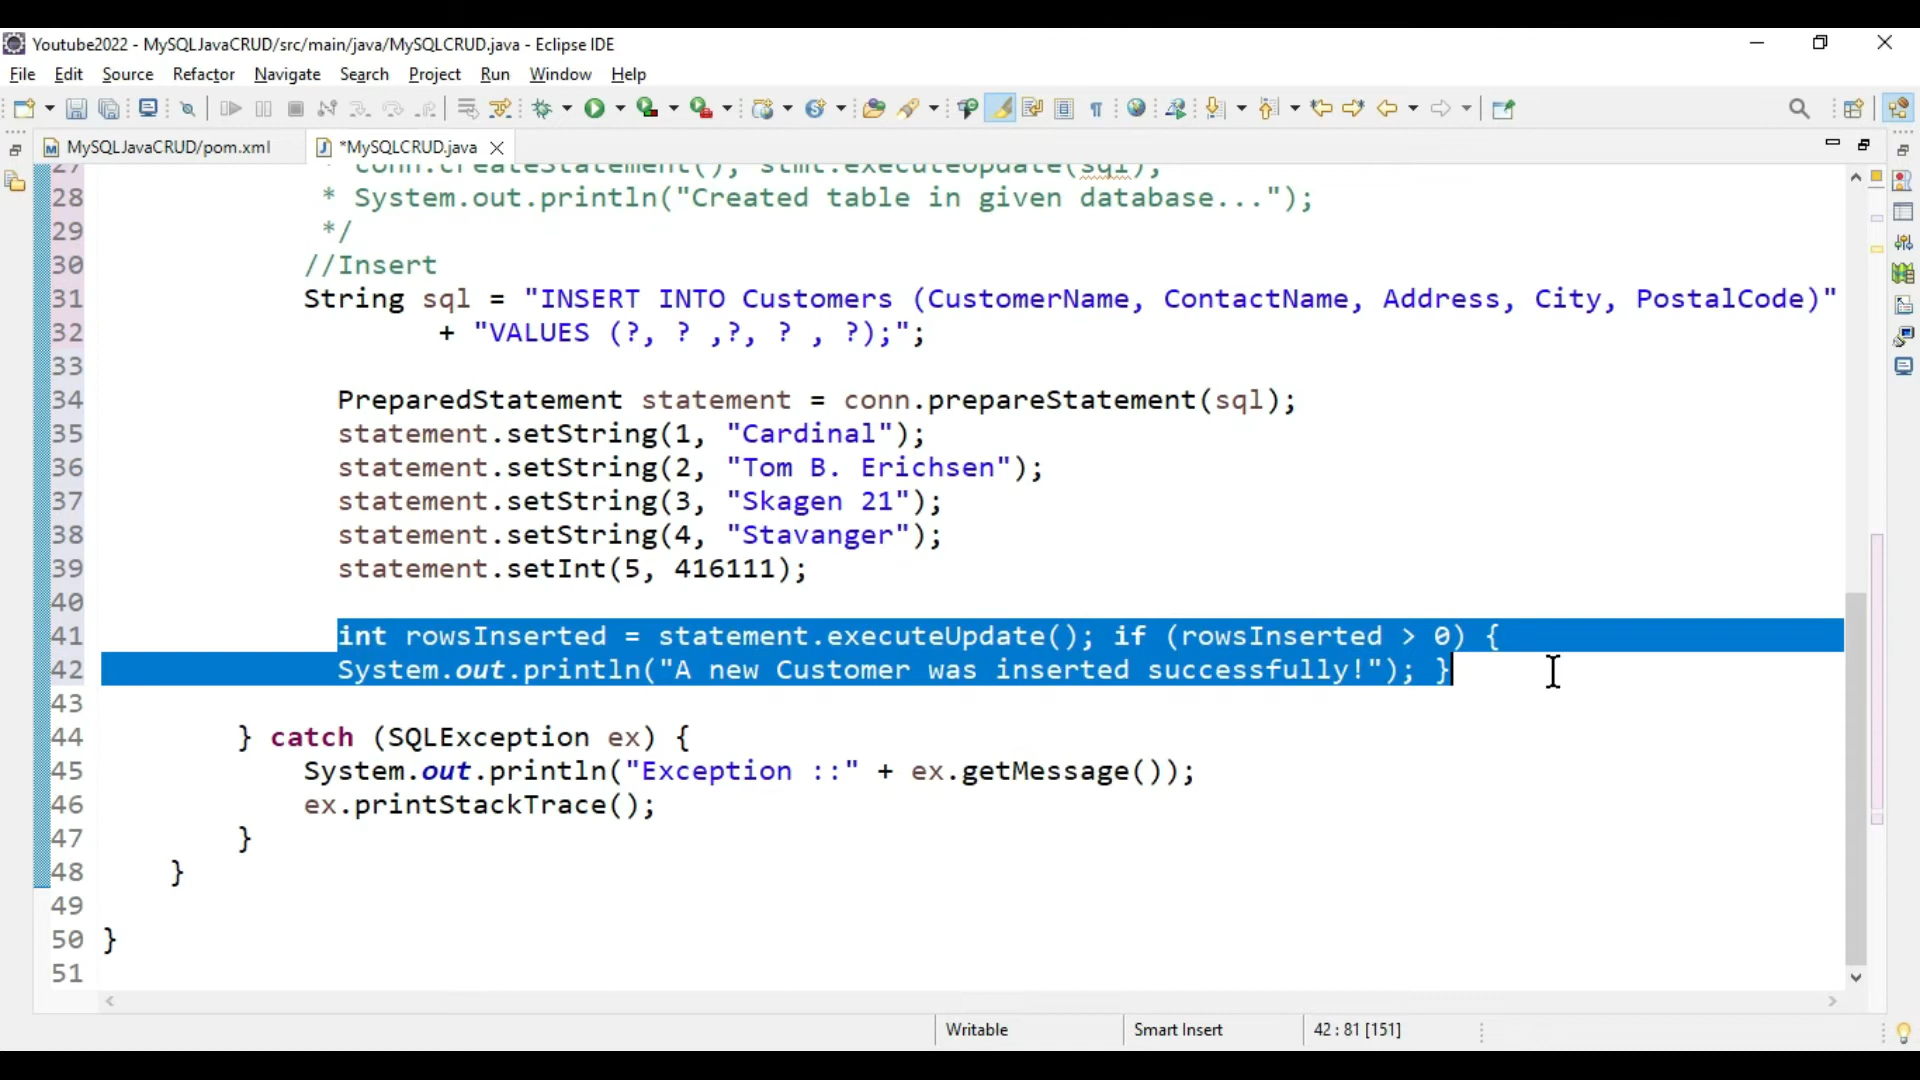 Youtube2022 - MySQLJavaCRUD/src/main/java/MySQLCRUD.java - Eclipse IDE
File Edit Source Refactor Navigate Search Project Run Window Help
MySQLJavaCRUD/pom.xml *MySQLCRUD.java
27 * conn.createStatement(); stmt.executeUpdate(sql);
28 * System.out.println("Created table in given database...");
29 */
30 //Insert
31 String sql = "INSERT INTO Customers (CustomerName, ContactName, Address, City, PostalCode)"
32 + "VALUES (?, ? ,?, ? , ?);";
33
34 PreparedStatement statement = conn.prepareStatement(sql);
35 statement.setString(1, "Cardinal");
36 statement.setString(2, "Tom B. Erichsen");
37 statement.setString(3, "Skagen 21");
38 statement.setString(4, "Stavanger");
39 statement.setInt(5, 416111);
40
41 int rowsInserted = statement.executeUpdate(); if (rowsInserted > 0) {
42 System.out.println("A new Customer was inserted successfully!"); }
43
44 } catch (SQLException ex) {
45 System.out.println("Exception ::" + ex.getMessage());
46 ex.printStackTrace();
47 }
48 }
49
50 }
51
Writable Smart Insert 42 : 81 [151]